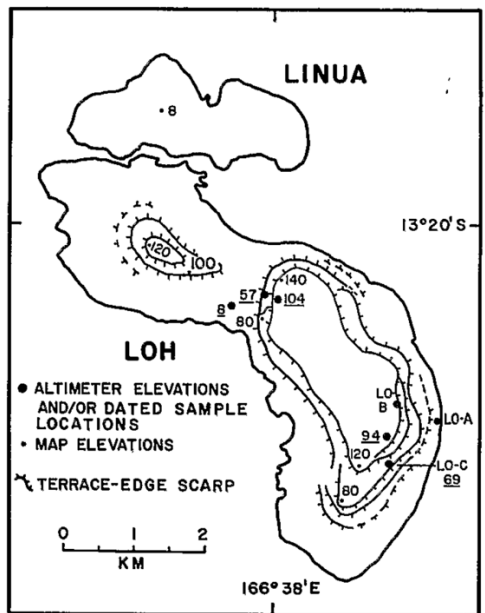 LINUA
8
13°20'S
120
100
140
57
104
8
80
LOH
LO-
B
LO-A
94
120
LO-C
69
80
ALTIMETER ELEVATIONS
AND/OR DATED SAMPLE
LOCATIONS
MAP ELEVATIONS
TERRACE-EDGE SCARP
0 1 2
KM
166°38'E